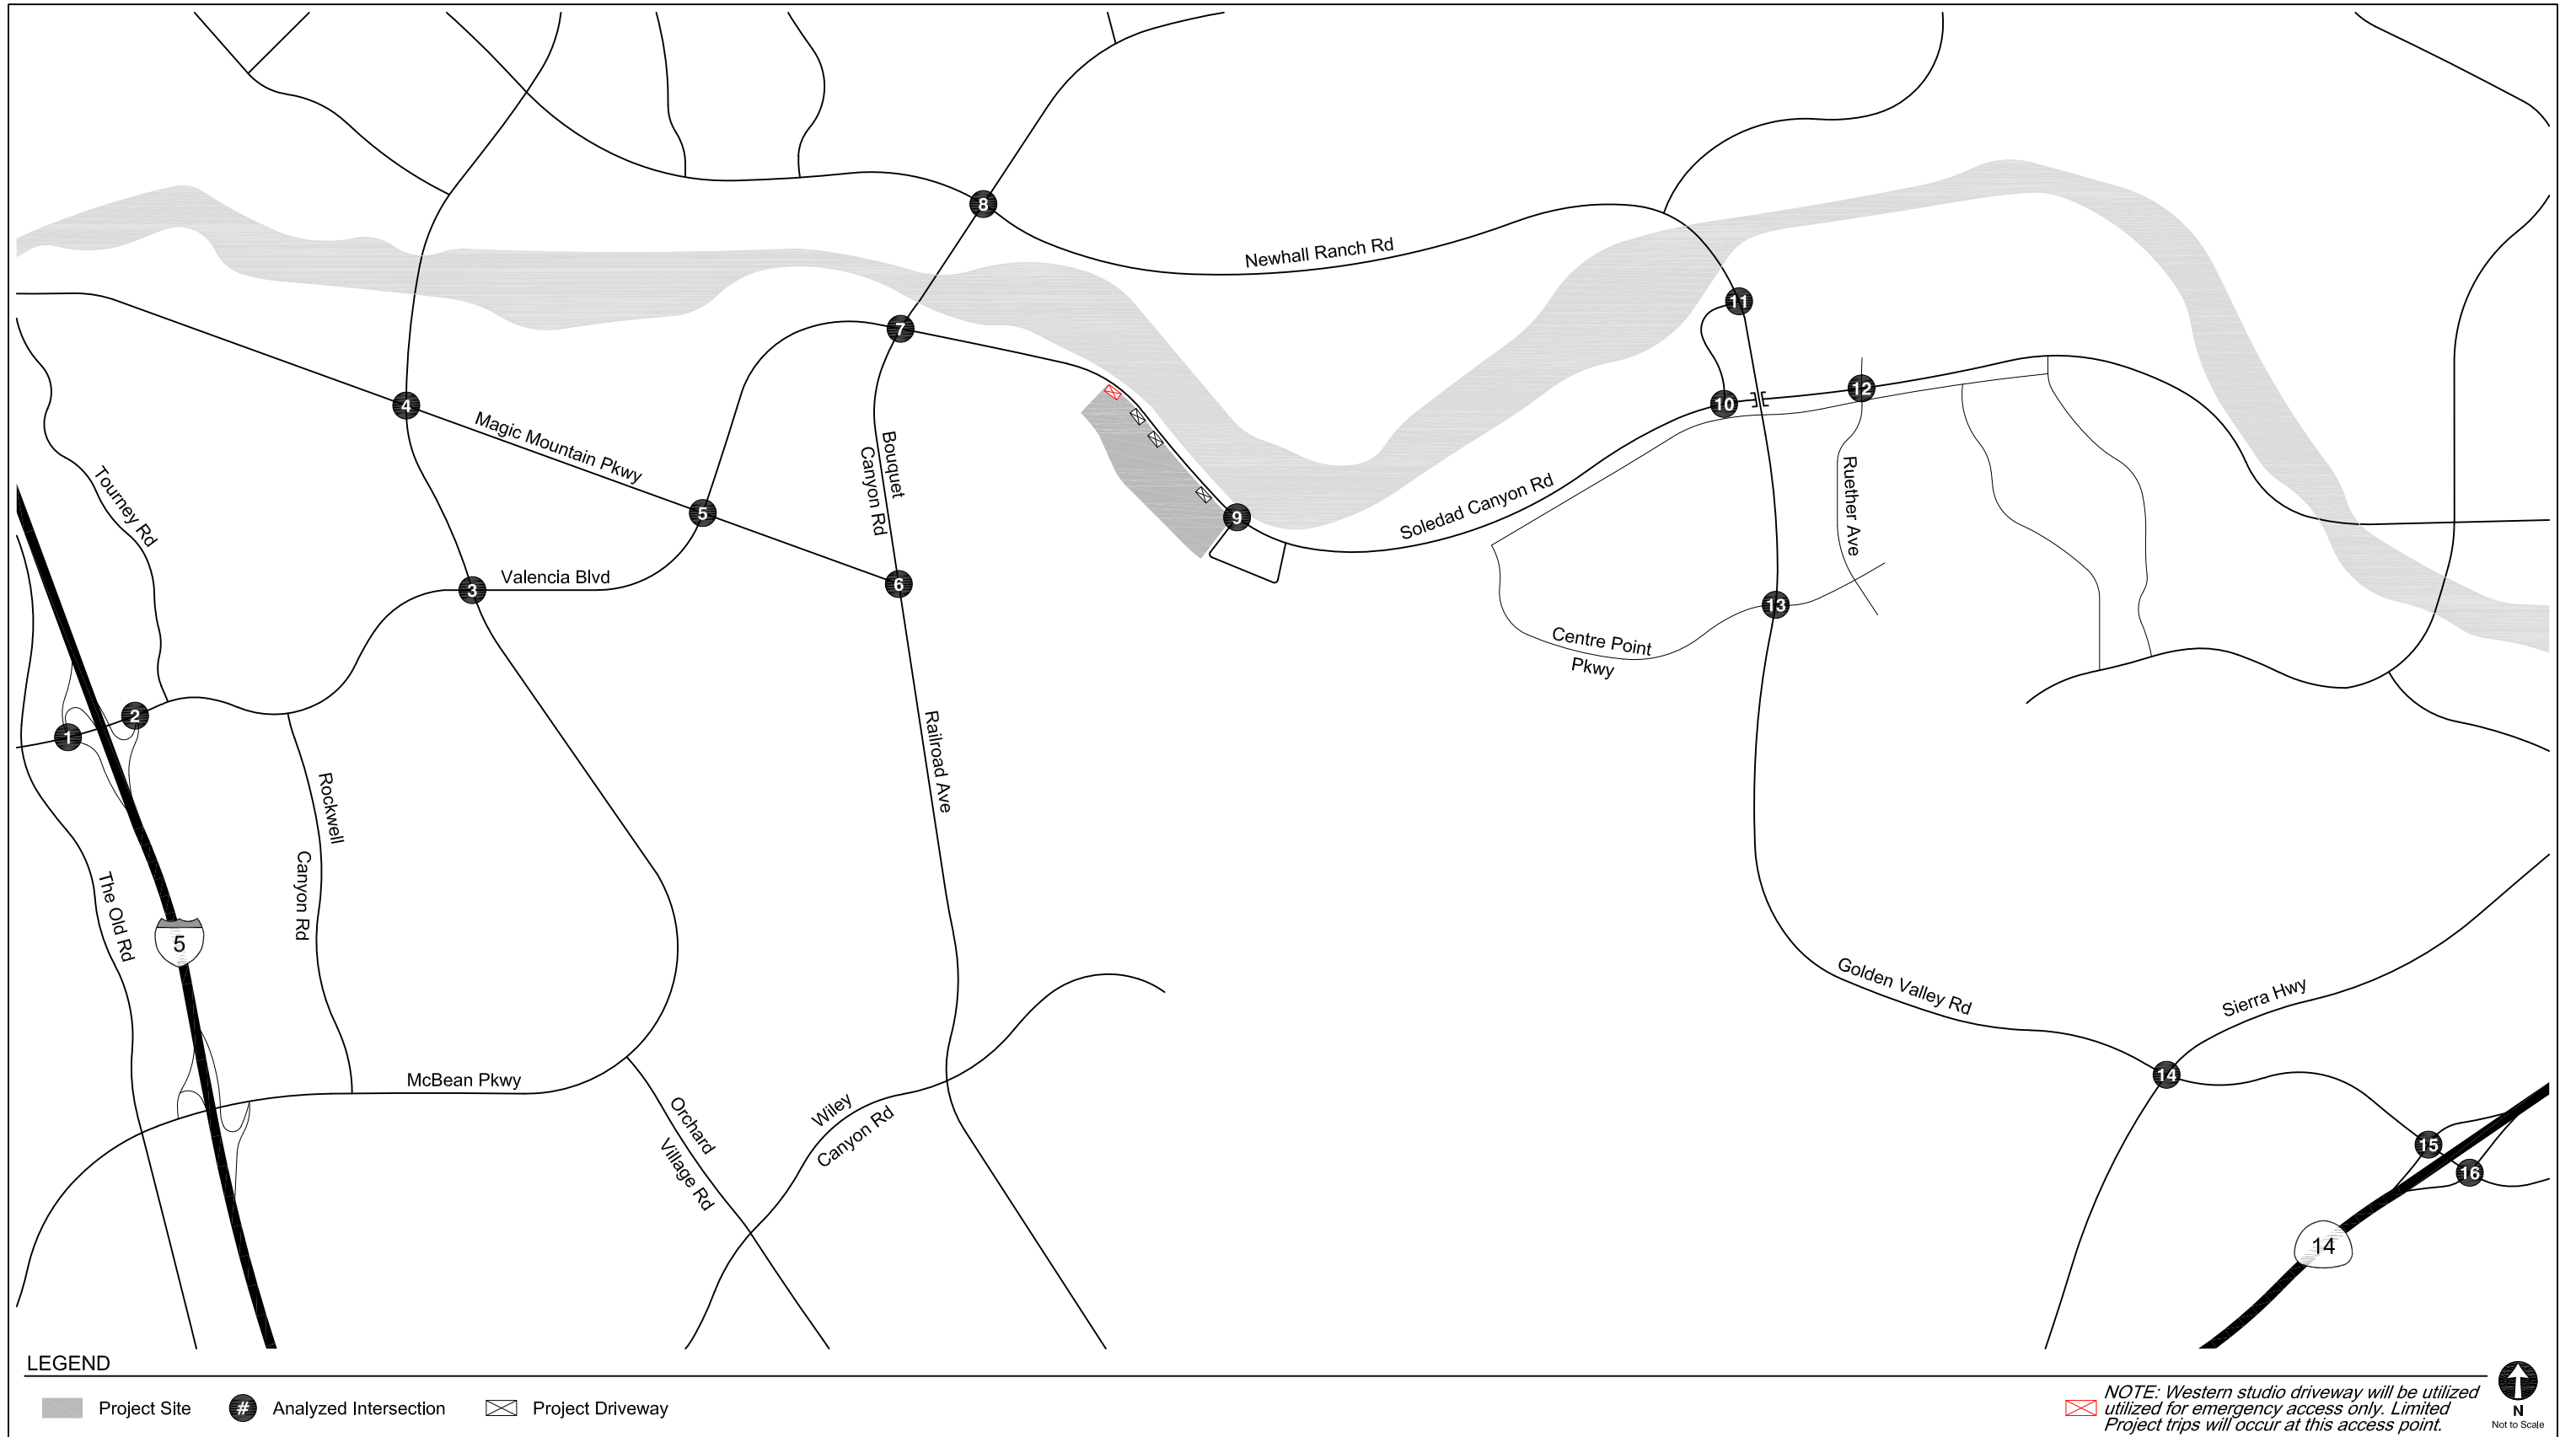 8
Newhall Ranch Rd
11
7
4
Magic Mountain Pkwy
10
12
Bouquet
Canyon Rd
Tourney Rd
5
9
Soledad Canyon Rd
Ruether Ave
3
Valencia Blvd
6
13
Centre Point
Pkwy
1
2
Railroad Ave
Rockwell
Canyon Rd
The Old Rd
5
Golden Valley Rd
Sierra Hwy
McBean Pkwy
Orchard
Village Rd
Wiley
Canyon Rd
14
15
16
14
LEGEND
Project Site
# Analyzed Intersection
Project Driveway
NOTE: Western studio driveway will be utilized
utilized for emergency access only. Limited
Project trips will occur at this access point.
N
Not to Scale